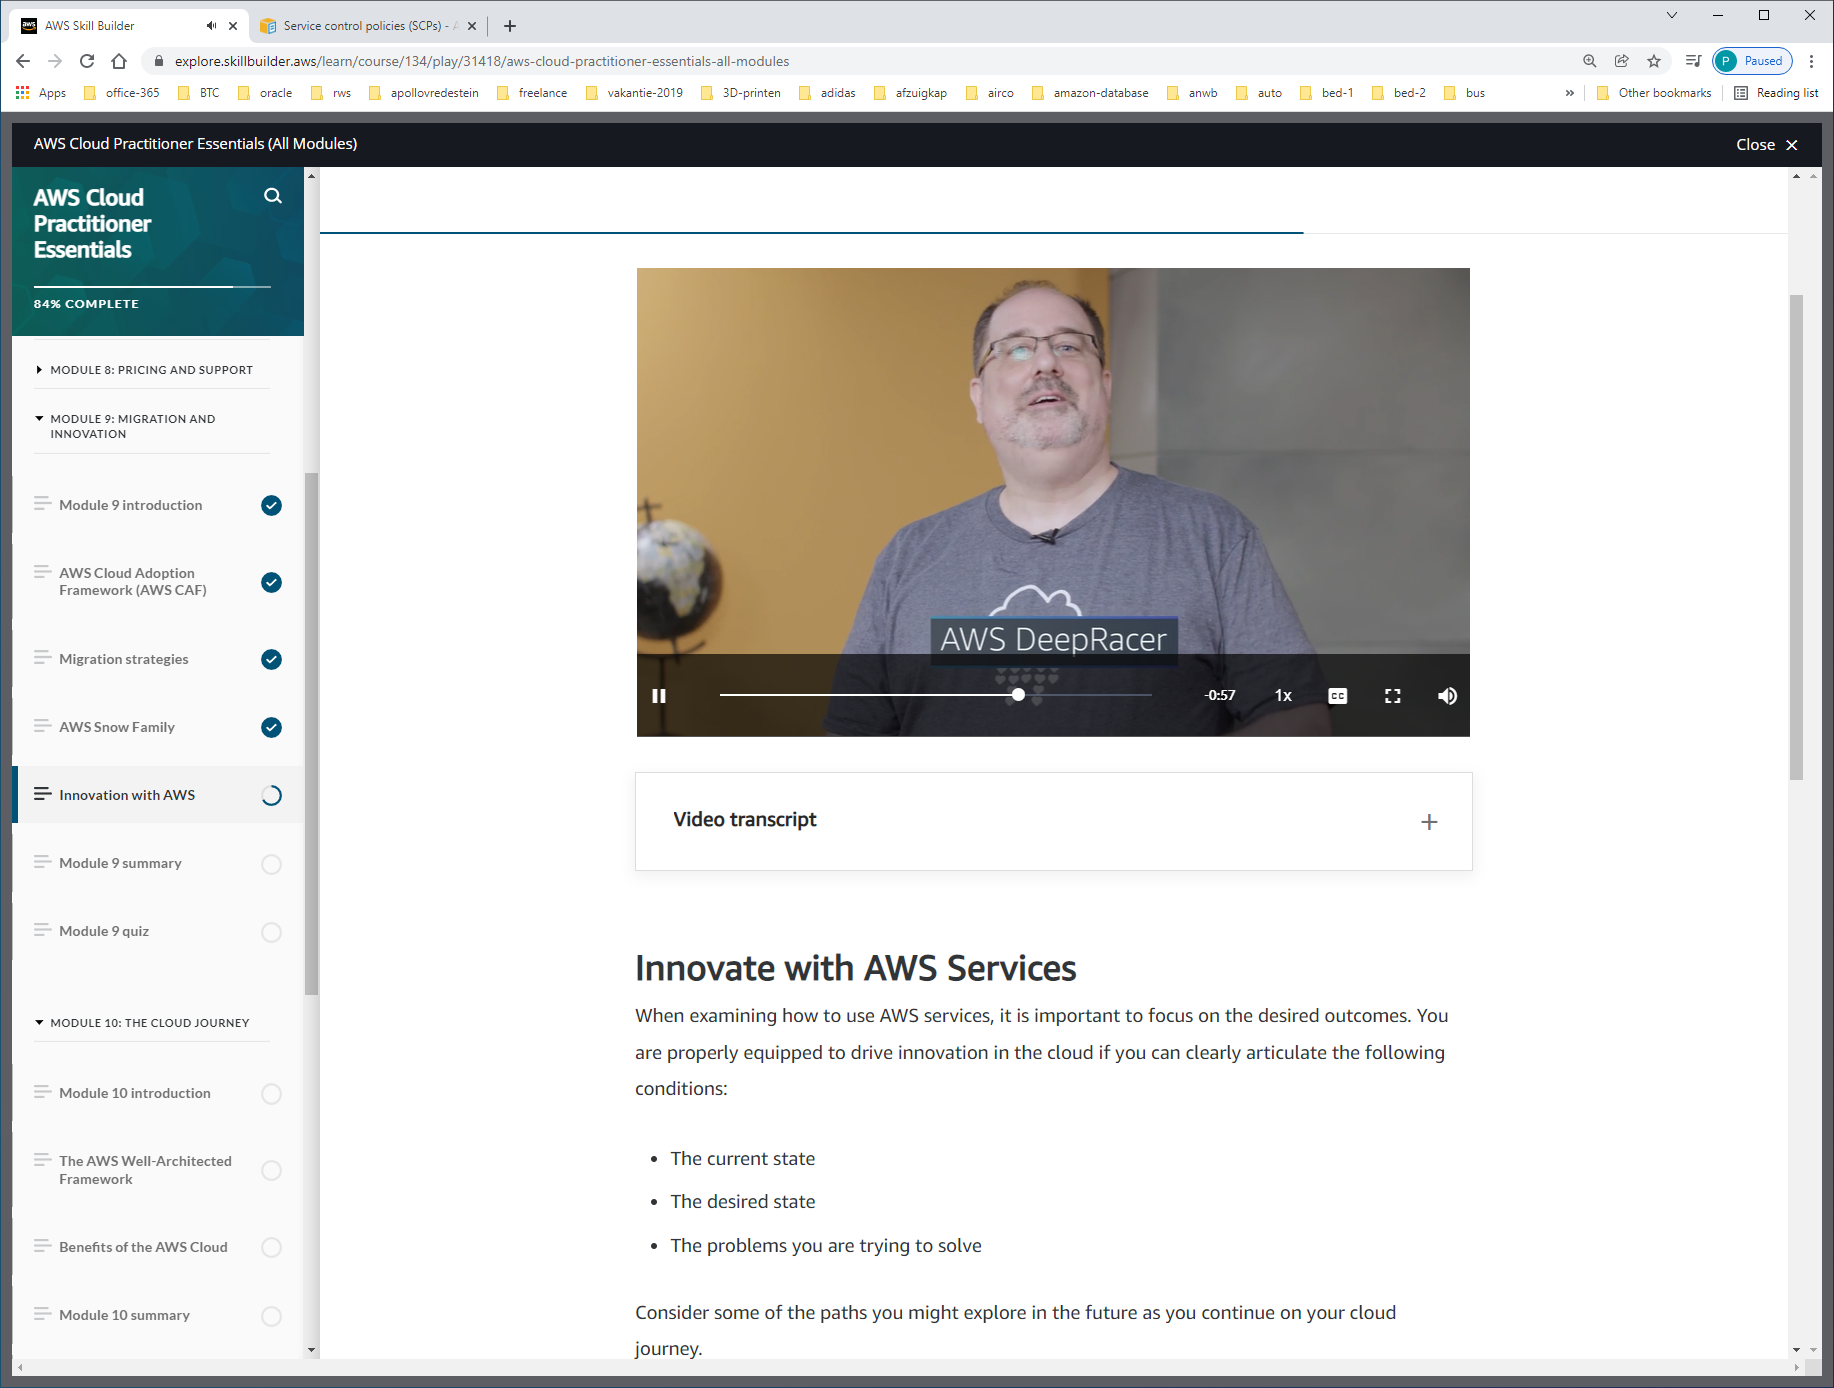 AWS Skill Builder
Service control policies (SCPs) -
explore.skillbuilder.aws/learn/course/134/play/31418/aws-cloud-practitioner-essentials-all-modules
P Paused
Apps office-365 BTC oracle rws apollovredestein freelance vakantie-2019 3D-printen adidas afzuigkap airco amazon-database anwb auto bed-1 bed-2 bus » Other bookmarks Reading list
AWS Cloud Practitioner Essentials (All Modules)
Close
AWS Cloud
Practitioner
Essentials
84% COMPLETE
MODULE 8: PRICING AND SUPPORT
MODULE 9: MIGRATION AND
INNOVATION
Module 9 introduction
AWS Cloud Adoption
Framework (AWS CAF)
Migration strategies
AWS Snow Family
Innovation with AWS
Module 9 summary
Module 9 quiz
MODULE 10: THE CLOUD JOURNEY
Module 10 introduction
The AWS Well-Architected
Framework
Benefits of the AWS Cloud
Module 10 summary
AWS DeepRacer
-0:57 1x CC
Video transcript
Innovate with AWS Services
When examining how to use AWS services, it is important to focus on the desired outcomes. You
are properly equipped to drive innovation in the cloud if you can clearly articulate the following
conditions:
• The current state
• The desired state
• The problems you are trying to solve
Consider some of the paths you might explore in the future as you continue on your cloud
journey.